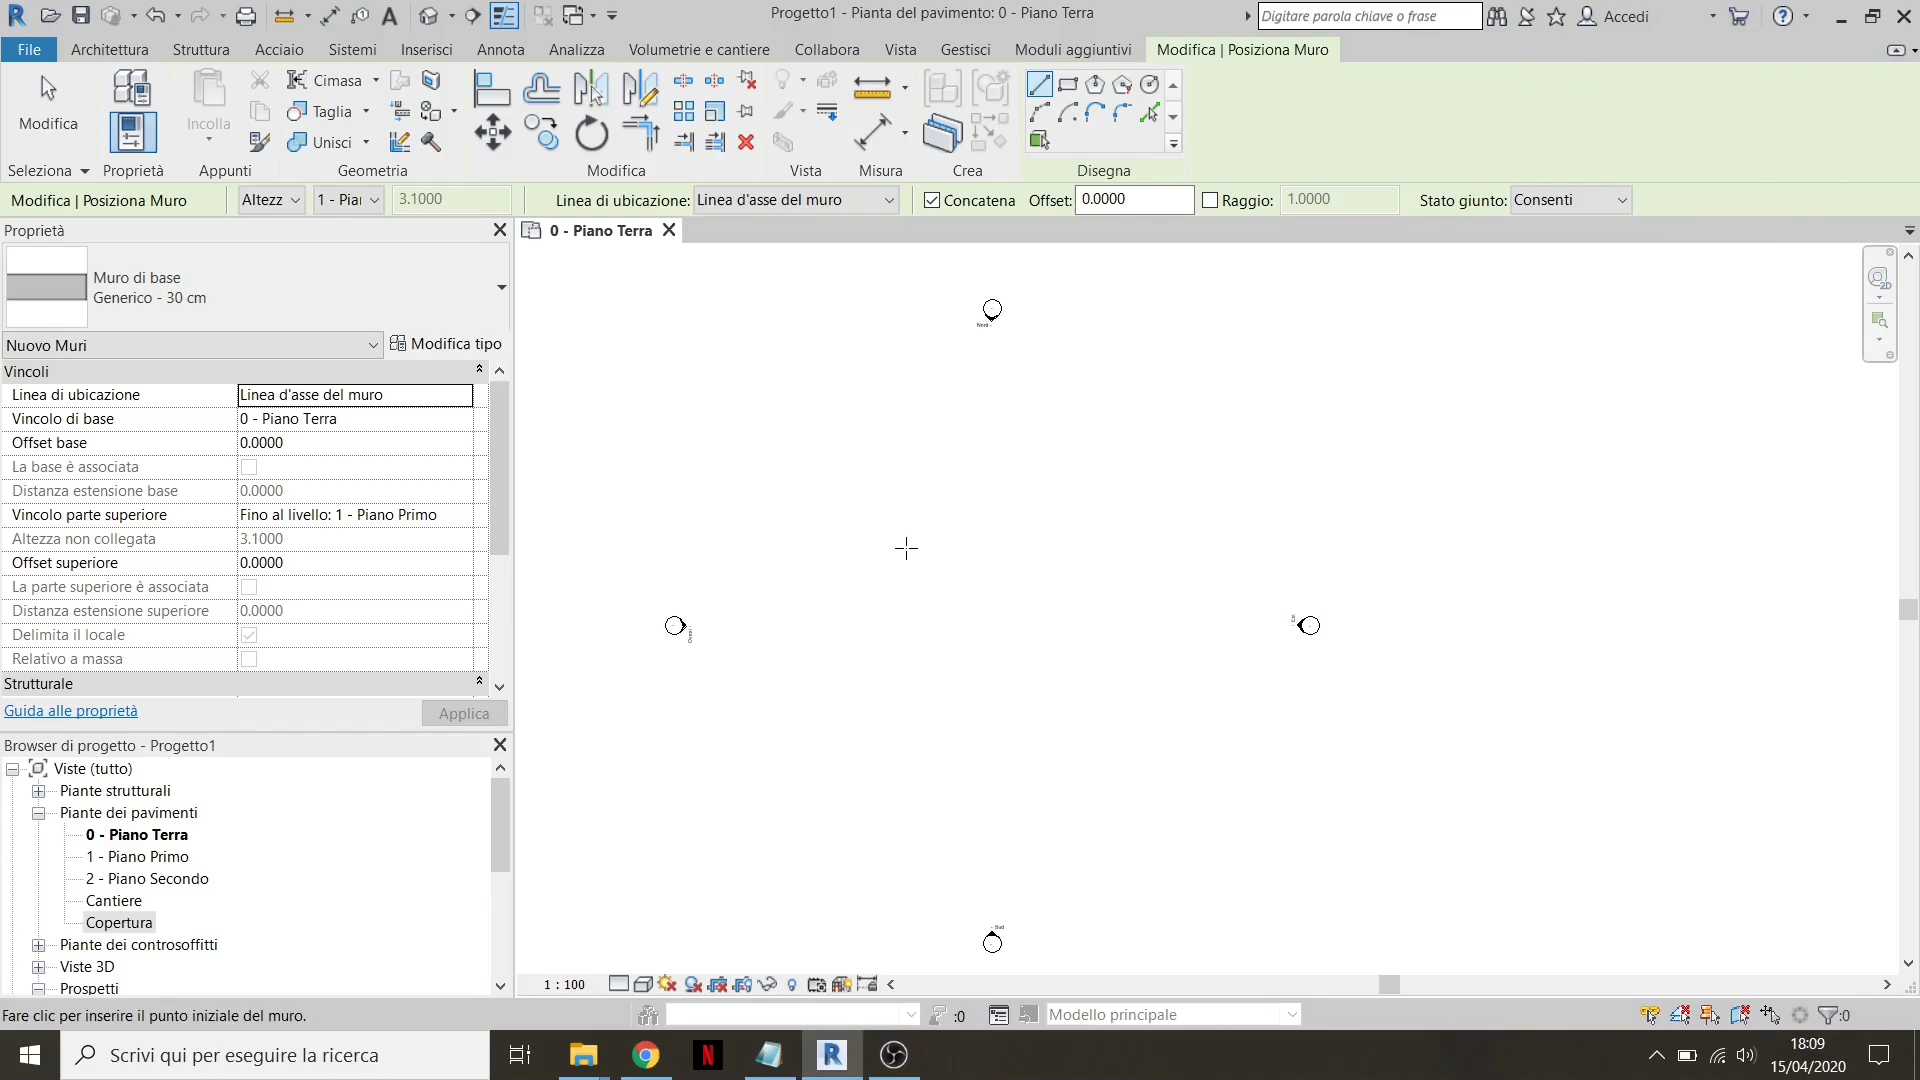 Progetto1 - Pianta del pavimento: 0 - Piano Terra
Digitare parola chiave o frase
Accedi
File Architettura Struttura Acciaio Sistemi Inserisci Annota Analizza Volumetrie e cantiere Collabora Vista Gestisci Moduli aggiuntivi Modifica | Posiziona Muro
Modifica
Incolla
Cimasa
Taglia
Unisci
Seleziona Proprietà Appunti Geometria Modifica Vista Misura Crea Disegna
Modifica | Posiziona Muro Altezz 1 - Piar 3.1000 Linea di ubicazione: Linea d'asse del muro Concatena Offset: 0.0000 Raggio: 1.0000 Stato giunto: Consenti
Proprietà
0 - Piano Terra
Muro di base
Generico - 30 cm
Nuovo Muri
Modifica tipo
Vincoli
Linea di ubicazione Linea d'asse del muro
Vincolo di base 0 - Piano Terra
Offset base 0.0000
La base è associata
Distanza estensione base 0.0000
Vincolo parte superiore Fino al livello: 1 - Piano Primo
Altezza non collegata 3.1000
Offset superiore 0.0000
La parte superiore è associata
Distanza estensione superiore 0.0000
Delimita il locale
Relativo a massa
Strutturale
Guida alle proprietà
Applica
Browser di progetto - Progetto1
Viste (tutto)
Piante strutturali
Piante dei pavimenti
0 - Piano Terra
1 - Piano Primo
2 - Piano Secondo
Cantiere
Copertura
Piante dei controsoffitti
Viste 3D
Prospetti
2D
Nord
Ovest
Est
Sud
1 : 100
Fare clic per inserire il punto iniziale del muro.
:0
Modello principale
:0
Scrivi qui per eseguire la ricerca
18:09
15/04/2020